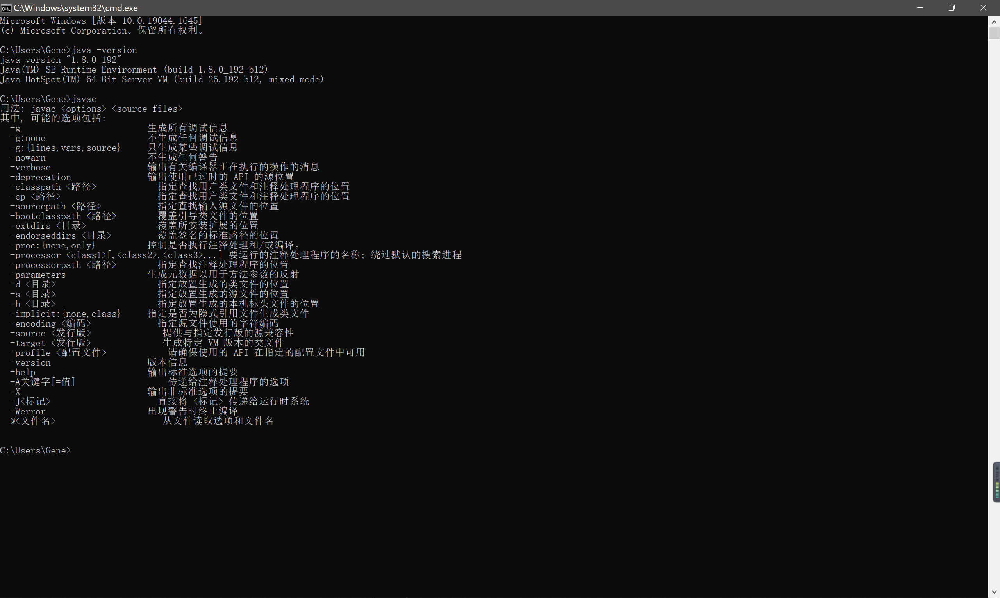 C:\Windows\system32\cmd.exe
Microsoft Windows [版本 10.0.19044.1645]
(c) Microsoft Corporation。保留所有权利。
C:\Users\Gene>java -version
java version "1.8.0_192"
Java(TM) SE Runtime Environment (build 1.8.0_192-b12)
Java HotSpot(TM) 64-Bit Server VM (build 25.192-b12, mixed mode)
C:\Users\Gene>javac
用法: javac <options> <source files>
其中, 可能的选项包括:
-g 生成所有调试信息
-g:none 不生成任何调试信息
-g:{lines,vars,source} 只生成某些调试信息
-nowarn 不生成任何警告
-verbose 输出有关编译器正在执行的操作的消息
-deprecation 输出使用已过时的 API 的源位置
-classpath <路径> 指定查找用户类文件和注释处理程序的位置
-cp <路径> 指定查找用户类文件和注释处理程序的位置
-sourcepath <路径> 指定查找输入源文件的位置
-bootclasspath <路径> 覆盖引导类文件的位置
-extdirs <目录> 覆盖所安装扩展的位置
-endorseddirs <目录> 覆盖签名的标准路径的位置
-proc:{none,only} 控制是否执行注释处理和/或编译。
-processor <class1>[,<class2>,<class3>...] 要运行的注释处理程序的名称; 绕过默认的搜索进程
-processorpath <路径> 指定查找注释处理程序的位置
-parameters 生成元数据以用于方法参数的反射
-d <目录> 指定放置生成的类文件的位置
-s <目录> 指定放置生成的源文件的位置
-h <目录> 指定放置生成的本机标头文件的位置
-implicit:{none,class} 指定是否为隐式引用文件生成类文件
-encoding <编码> 指定源文件使用的字符编码
-source <发行版> 提供与指定发行版的源兼容性
-target <发行版> 生成特定 VM 版本的类文件
-profile <配置文件> 请确保使用的 API 在指定的配置文件中可用
-version 版本信息
-help 输出标准选项的提要
-A关键字[=值] 传递给注释处理程序的选项
-X 输出非标准选项的提要
-J<标记> 直接将 <标记> 传递给运行时系统
-Werror 出现警告时终止编译
@<文件名> 从文件读取选项和文件名
C:\Users\Gene>